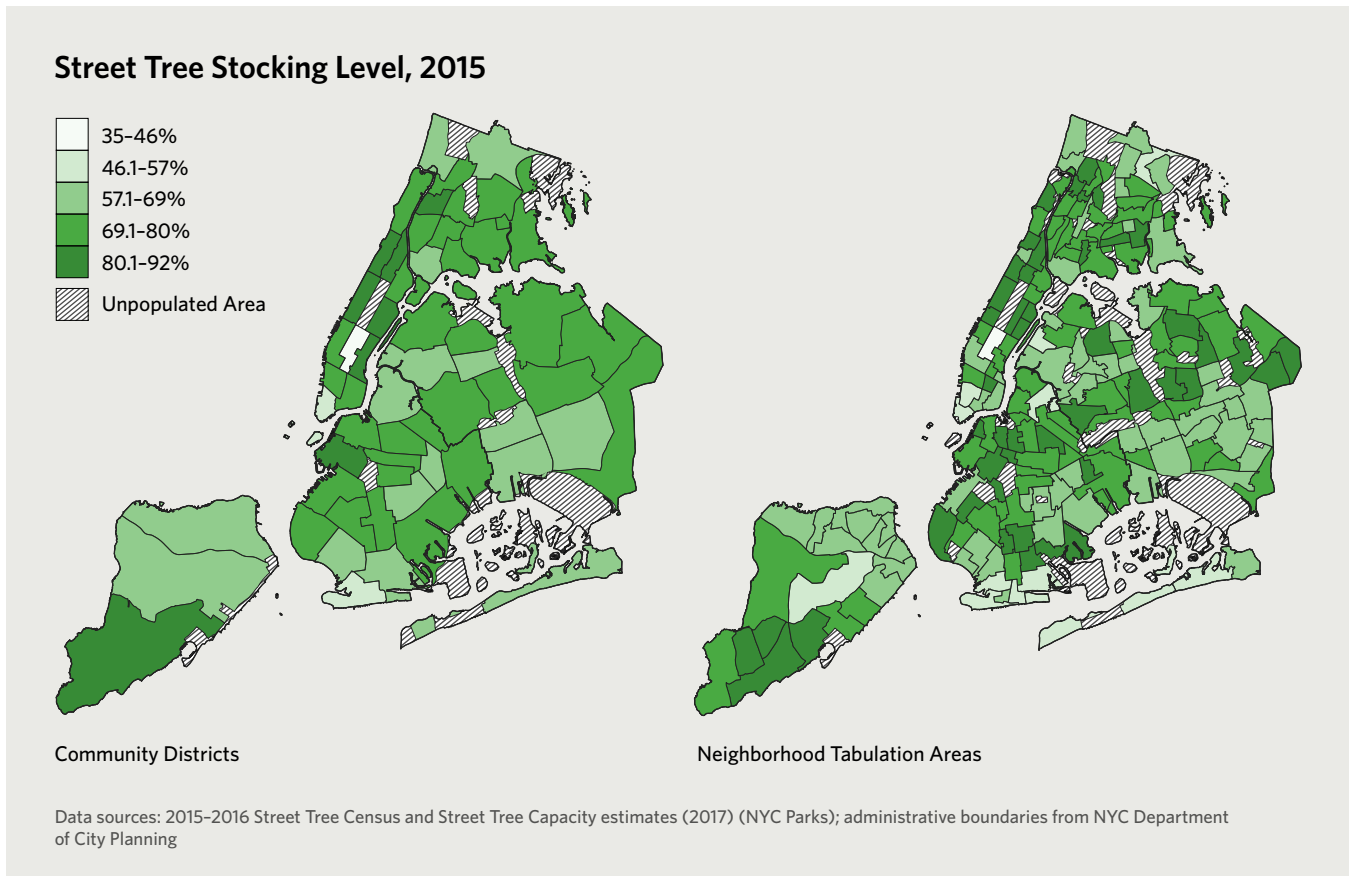 Street Tree Stocking Level, 2015
35–46%
46.1–57%
57.1–69%
69.1–80%
80.1–92%
Unpopulated Area
Community Districts
Neighborhood Tabulation Areas
Data sources: 2015–2016 Street Tree Census and Street Tree Capacity estimates (2017) (NYC Parks); administrative boundaries from NYC Department
of City Planning